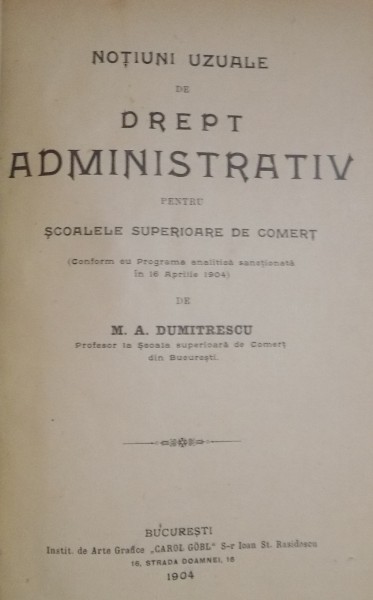 NOȚIUNI UZUALE
DE
DREPT
ADMINISTRATIV
PENTRU
ȘCOALELE SUPERIOARE DE COMERȚ
(Conform cu Programa analitică sancționată
în 16 Aprilie 1904)
DE
M. A. DUMITRESCU
Profesor la Școala superioară de Comerț
din București.
BUCUREȘTI
Instit. de Arte Grafice „CAROL GÖBL” S-r Ioan St. Rasidescu
16, STRADA DOAMNEI, 16
1904